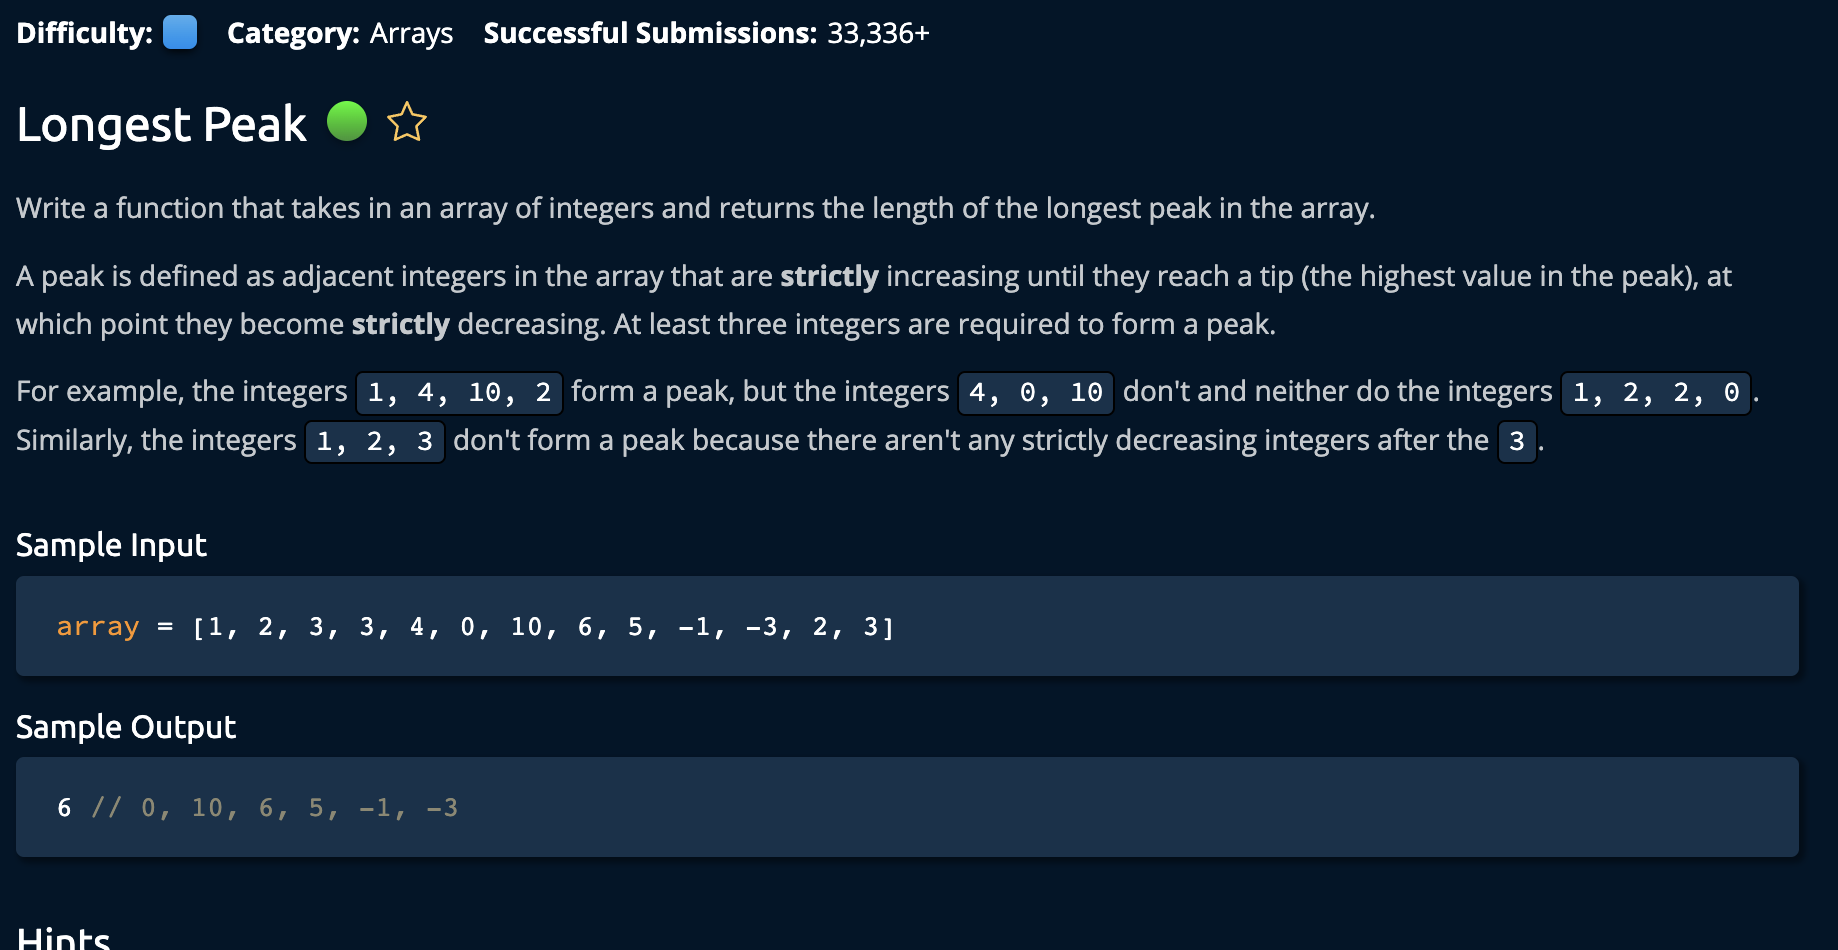 Difficulty: Category: Arrays Successful Submissions: 33,336+
Longest Peak
Write a function that takes in an array of integers and returns the length of the longest peak in the array.
A peak is defined as adjacent integers in the array that are strictly increasing until they reach a tip (the highest value in the peak), at
which point they become strictly decreasing. At least three integers are required to form a peak.
For example, the integers 1, 4, 10, 2 form a peak, but the integers 4, 0, 10 don't and neither do the integers 1, 2, 2, 0.
Similarly, the integers 1, 2, 3 don't form a peak because there aren't any strictly decreasing integers after the 3.
Sample Input
array = [1, 2, 3, 3, 4, 0, 10, 6, 5, -1, -3, 2, 3]
Sample Output
6 // 0, 10, 6, 5, -1, -3
Hints